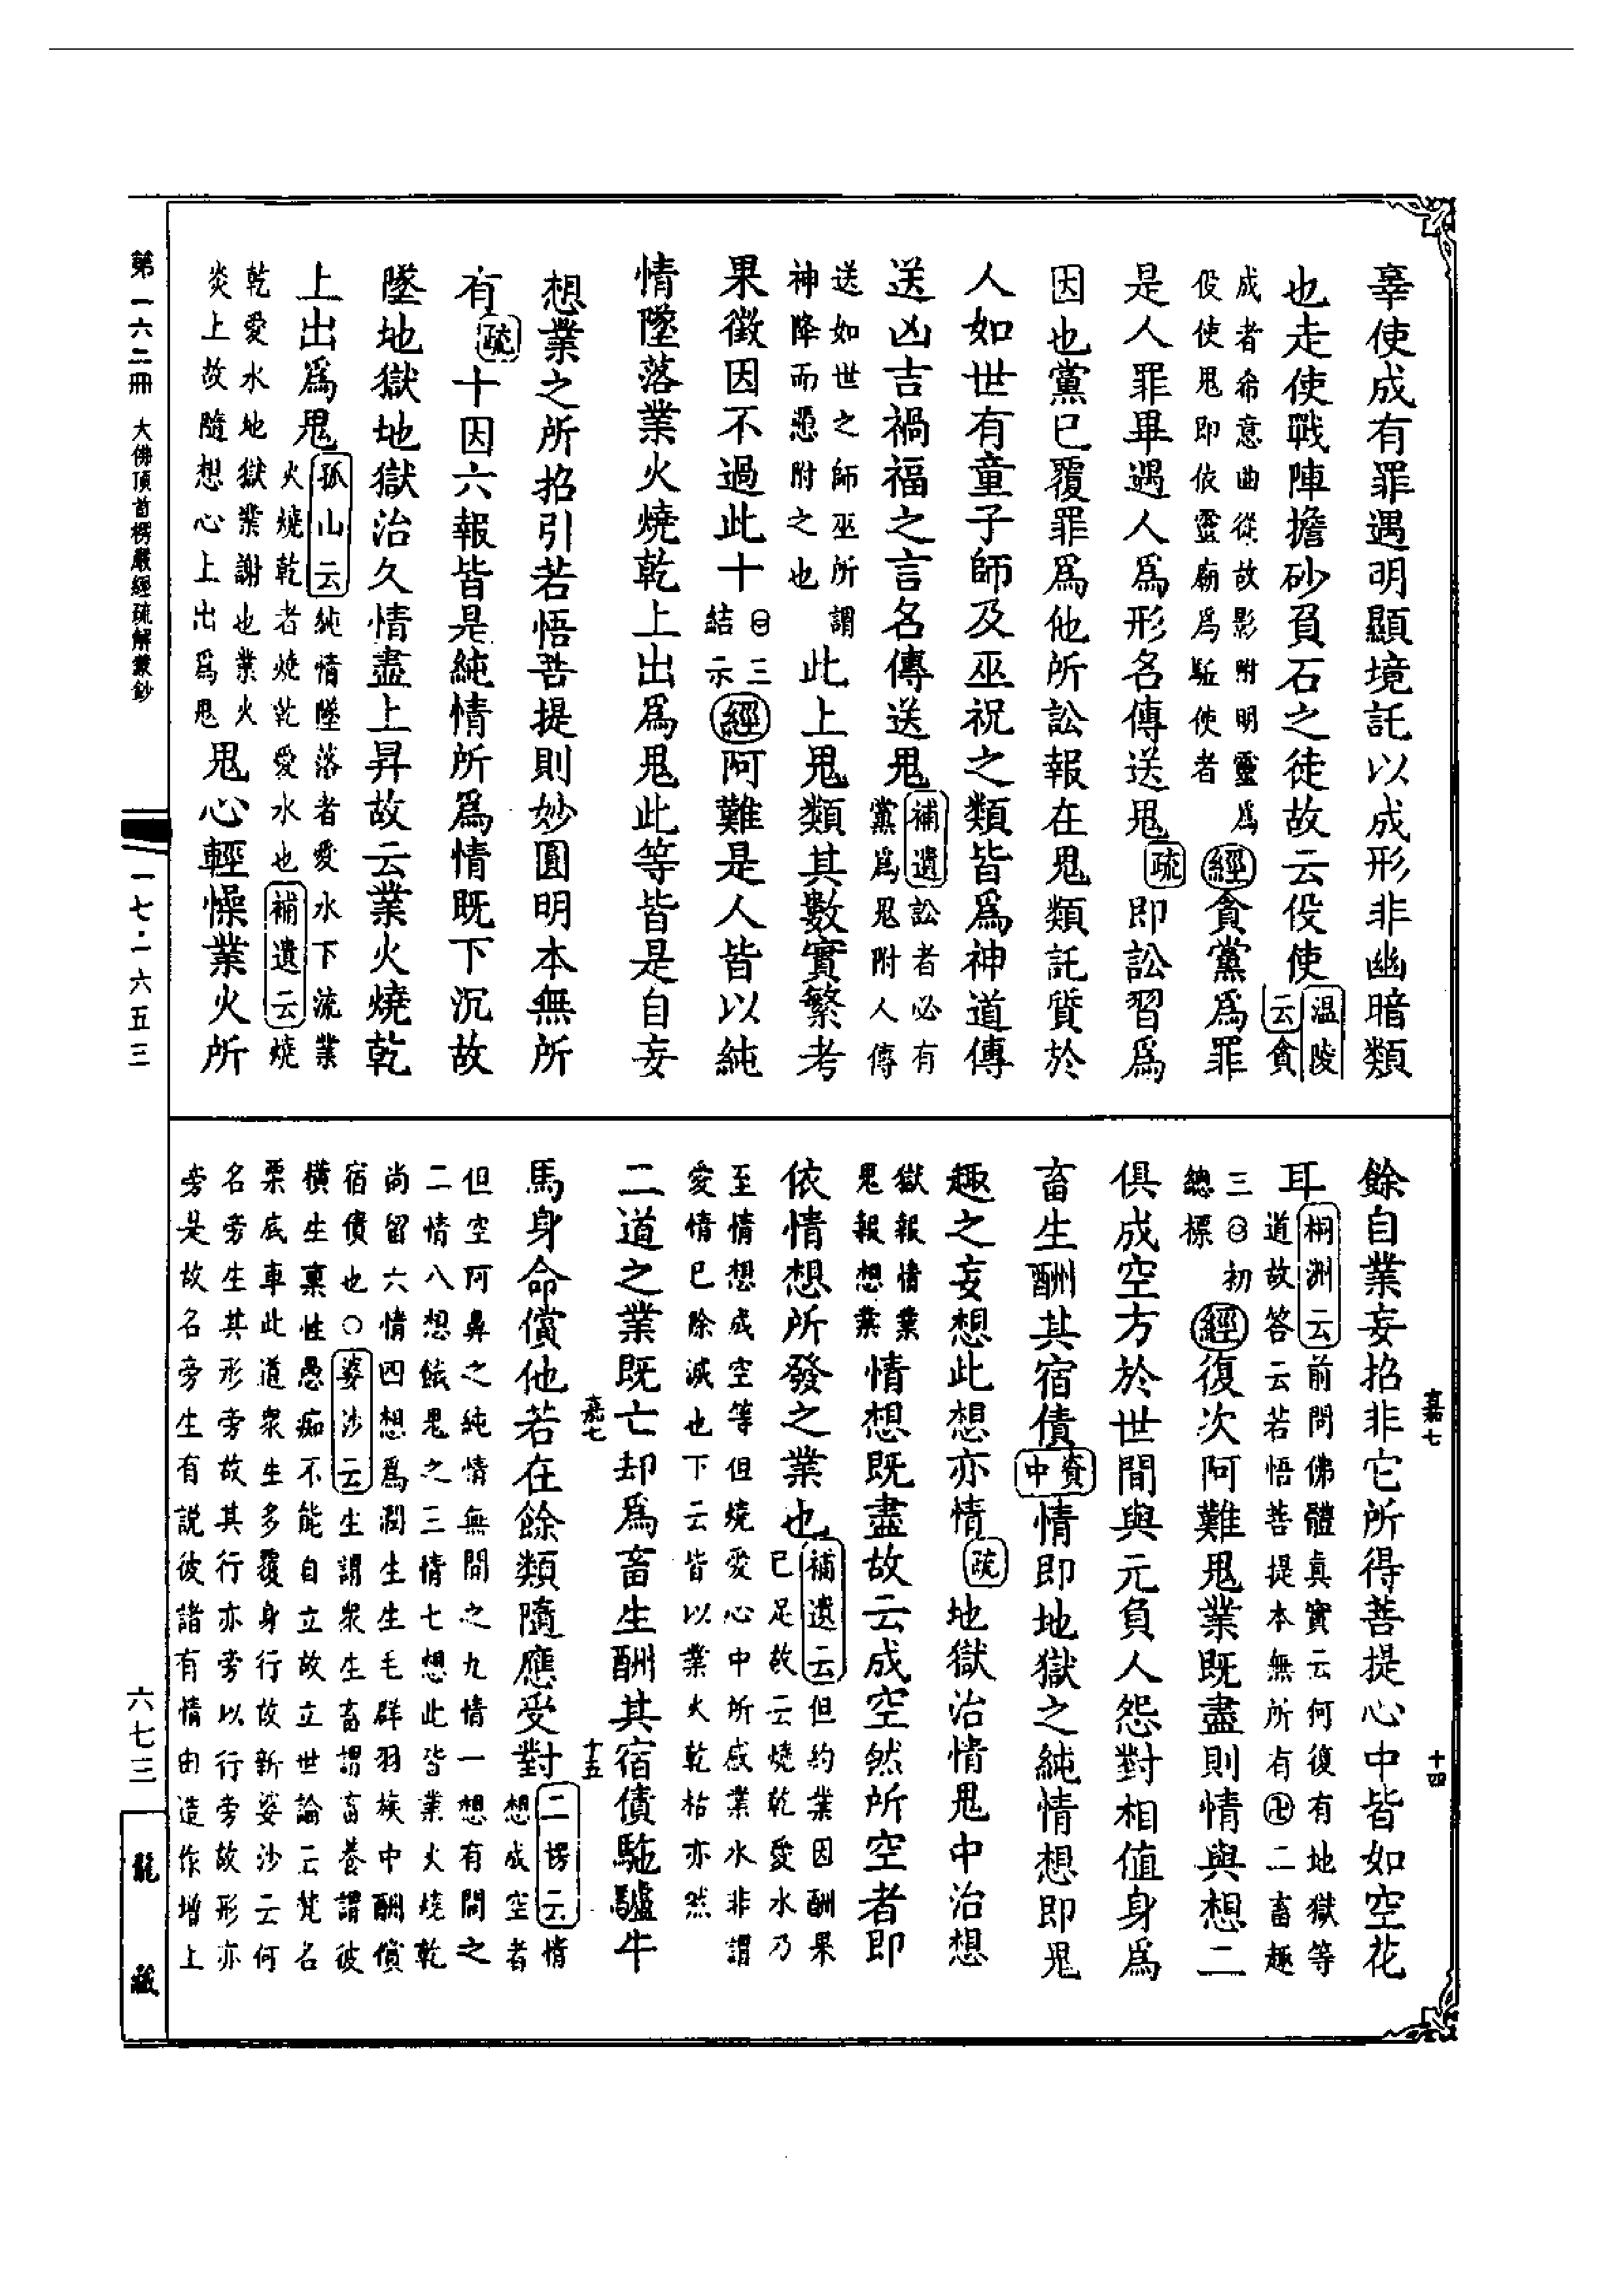 辜使成有罪遇明顯境託以成形非幽暗類
也走使戰陣擔砂負石之徒故云役使溫陵云貪
成者希意曲從故影附明靈爲
役使鬼即依靈廟爲駈使者
經貪黨爲罪
是人罪畢遇人爲形名傳送鬼疏即訟習爲
因也黨已覆罪爲他所訟報在鬼類託質於
人如世有童子師及巫祝之類皆爲神道傳
送凶吉禍福之言名傳送鬼補遺訟者必有
黨爲鬼附人傳
送如世之師巫所謂
神降而憑附之也
此上鬼類其數實繁考
果徵因不過此十
㊂三
結示
經阿難是人皆以純
情墜落業火燒乾上出爲鬼此等皆是自妄
想業之所招引若悟菩提則妙圓明本無所
有疏十因六報皆是純情所爲情既下沉故
墜地獄地獄治久情盡上昇故云業火燒乾
上出爲鬼孤山云純情墜落者愛水下流業
火燒乾者燒乾愛水也補遺云燒
乾愛水地獄業謝也業火
炎上故隨想心上出爲鬼
鬼心輕懆業火所
第一六二冊 大佛頂首楞嚴經疏解蒙鈔
一七·二六五三
餘自業妄招非它所得菩提心中皆如空花
耳桐洲云前問佛體真實云何復有地獄等
道故答云若悟菩提本無所有卍二畜趣
三㊁初
總標
經復次阿難鬼業既盡則情與想二
俱成空方於世間與元負人怨對相值身爲
畜生酬其宿債資中情即地獄之純情想即鬼
趣之妄想此想亦情疏地獄治情鬼中治想
獄報情業
鬼報想業
情想既盡故云成空然所空者即
依情想所發之業也補遺云但約業因酬果
已足故云燒乾愛水乃
至情想成空等但燒愛心中所感業水非謂
愛情已除滅也下云皆以業火乾枯亦然
二道之業既亡却爲畜生酬其宿債駞驢牛
馬身命償他若在餘類隨應受對二楞云情
想成空者
但空阿鼻之純情無間之九情一想有間之
二情八想餓鬼之三情七想此皆業火燒乾
尚留六情四想爲潤生生毛群羽族中酬償
宿債也○婆沙云生謂衆生畜謂畜養謂彼
橫生稟性愚痴不能自立故立世論云梵名
栗底車此道衆生多覆身行故新婆沙云何
名旁生其形旁故其行亦旁以行旁故形亦
旁是故名旁生有說彼諸有情由造作增上
嘉七
十四
嘉七
十五
六七三
龍藏